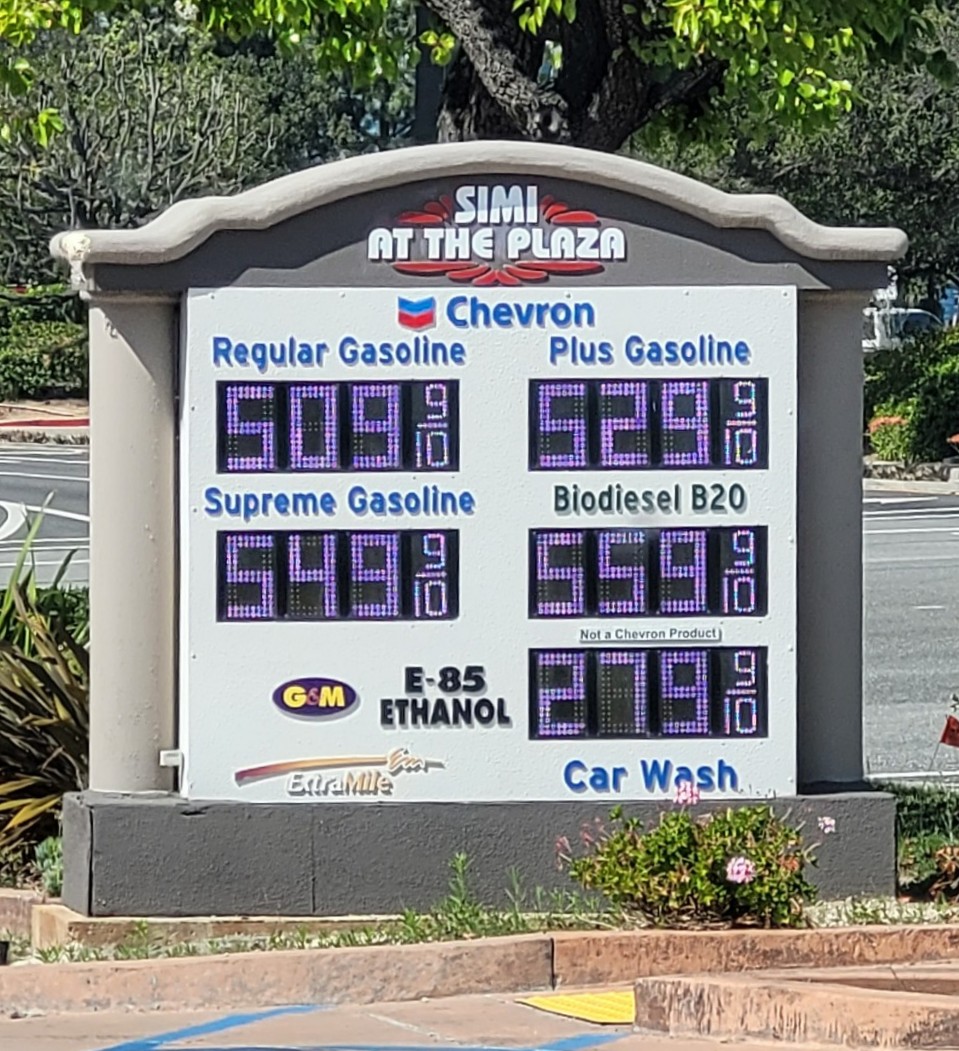 SIMI
AT THE PLAZA
Chevron
Regular Gasoline Plus Gasoline
509 9/10 529 9/10
Supreme Gasoline Biodiesel B20
549 9/10 559 9/10
Not a Chevron Product
G&M E-85 ETHANOL 279 9/10
ExtraMile Em
Car Wash